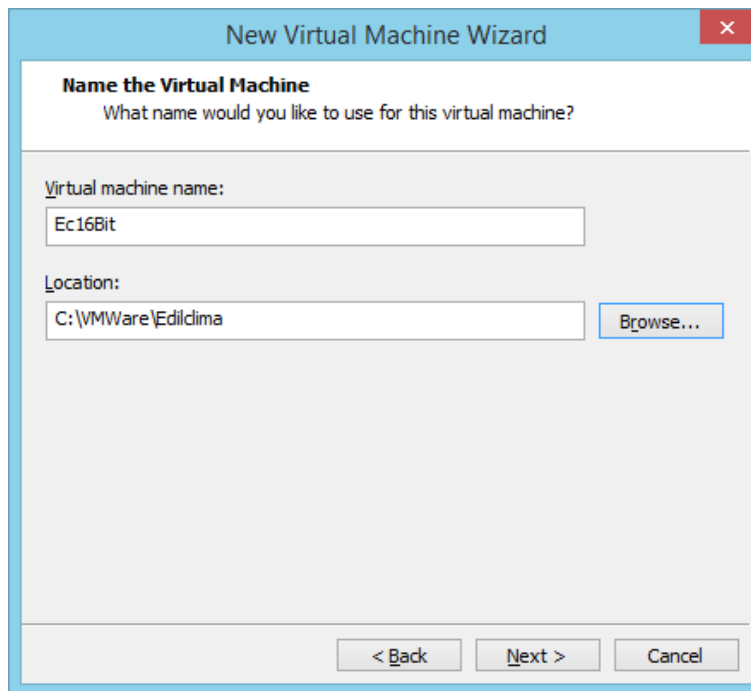 New Virtual Machine Wizard
Name the Virtual Machine
What name would you like to use for this virtual machine?
Virtual machine name:
Ec16Bit
Location:
C:\VMWare\Edilclima
Browse...
< Back
Next >
Cancel